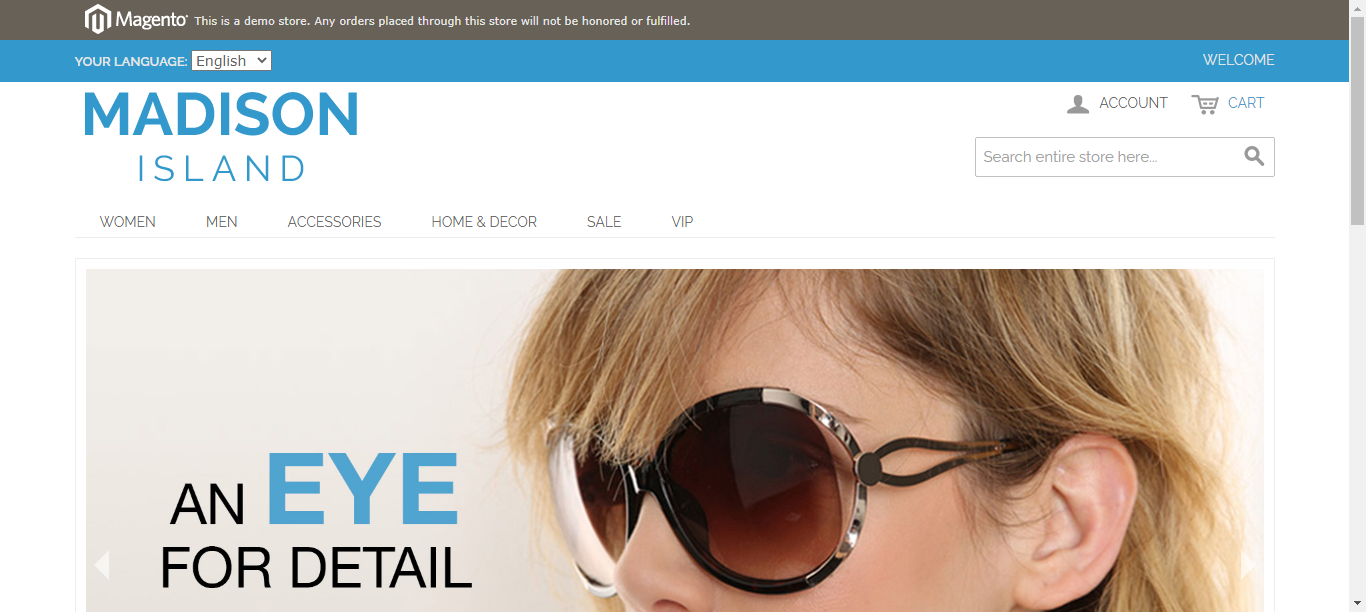 Magento This is a demo store. Any orders placed through this store will not be honored or fulfilled.
YOUR LANGUAGE: English WELCOME
MADISON
ISLAND
ACCOUNT CART
Search entire store here...
WOMEN MEN ACCESSORIES HOME & DECOR SALE VIP
AN EYE
FOR DETAIL